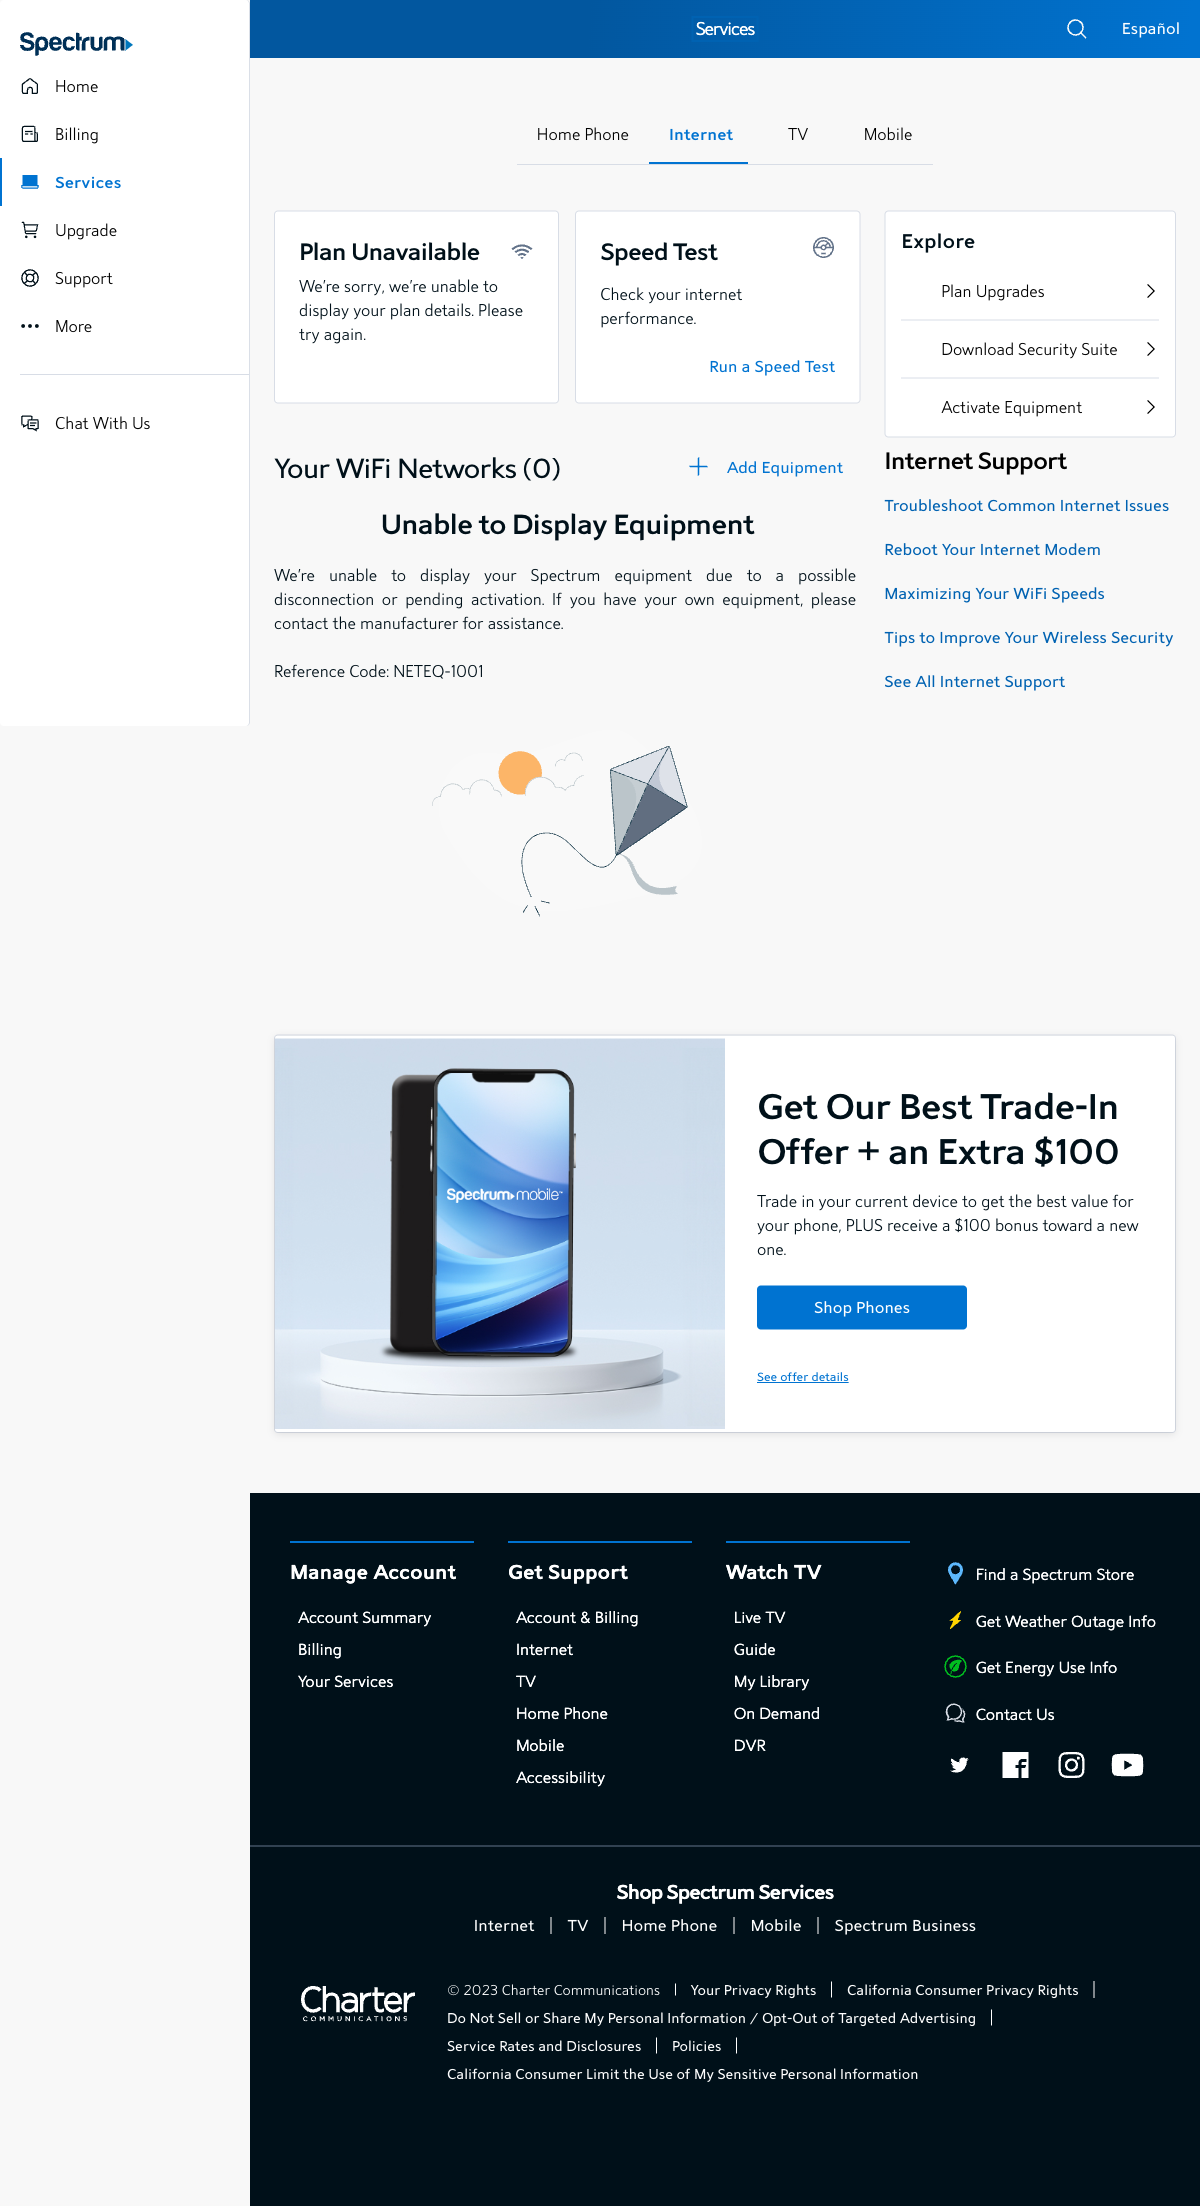 Spectrum
Home
Billing
Services
Upgrade
Support
More
Chat With Us
Services
Español
Home Phone
Internet
TV
Mobile
Plan Unavailable
We're sorry, we're unable to
display your plan details. Please
try again.
Speed Test
Check your internet
performance.
Run a Speed Test
Explore
Plan Upgrades
Download Security Suite
Activate Equipment
Your WiFi Networks (0)
Add Equipment
Unable to Display Equipment
We're unable to display your Spectrum equipment due to a possible
disconnection or pending activation. If you have your own equipment, please
contact the manufacturer for assistance.
Reference Code: NETEQ-1001
Internet Support
Troubleshoot Common Internet Issues
Reboot Your Internet Modem
Maximizing Your WiFi Speeds
Tips to Improve Your Wireless Security
See All Internet Support
Spectrum mobile™
Get Our Best Trade-In
Offer + an Extra $100
Trade in your current device to get the best value for
your phone, PLUS receive a $100 bonus toward a new
one.
Shop Phones
See offer details
Manage Account
Account Summary
Billing
Your Services
Get Support
Account & Billing
Internet
TV
Home Phone
Mobile
Accessibility
Watch TV
Live TV
Guide
My Library
On Demand
DVR
Find a Spectrum Store
Get Weather Outage Info
Get Energy Use Info
Contact Us
Shop Spectrum Services
Internet | TV | Home Phone | Mobile | Spectrum Business
Charter
COMMUNICATIONS
© 2023 Charter Communications | Your Privacy Rights | California Consumer Privacy Rights |
Do Not Sell or Share My Personal Information / Opt-Out of Targeted Advertising |
Service Rates and Disclosures | Policies |
California Consumer Limit the Use of My Sensitive Personal Information